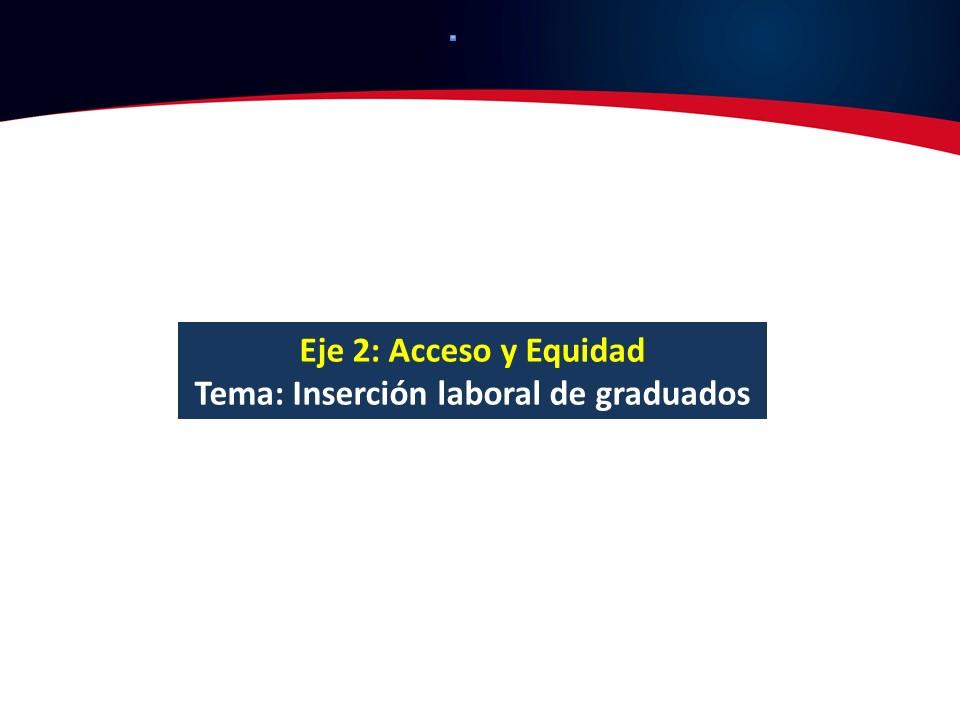 Eje 2: Acceso y Equidad
Tema: Inserción laboral de graduados